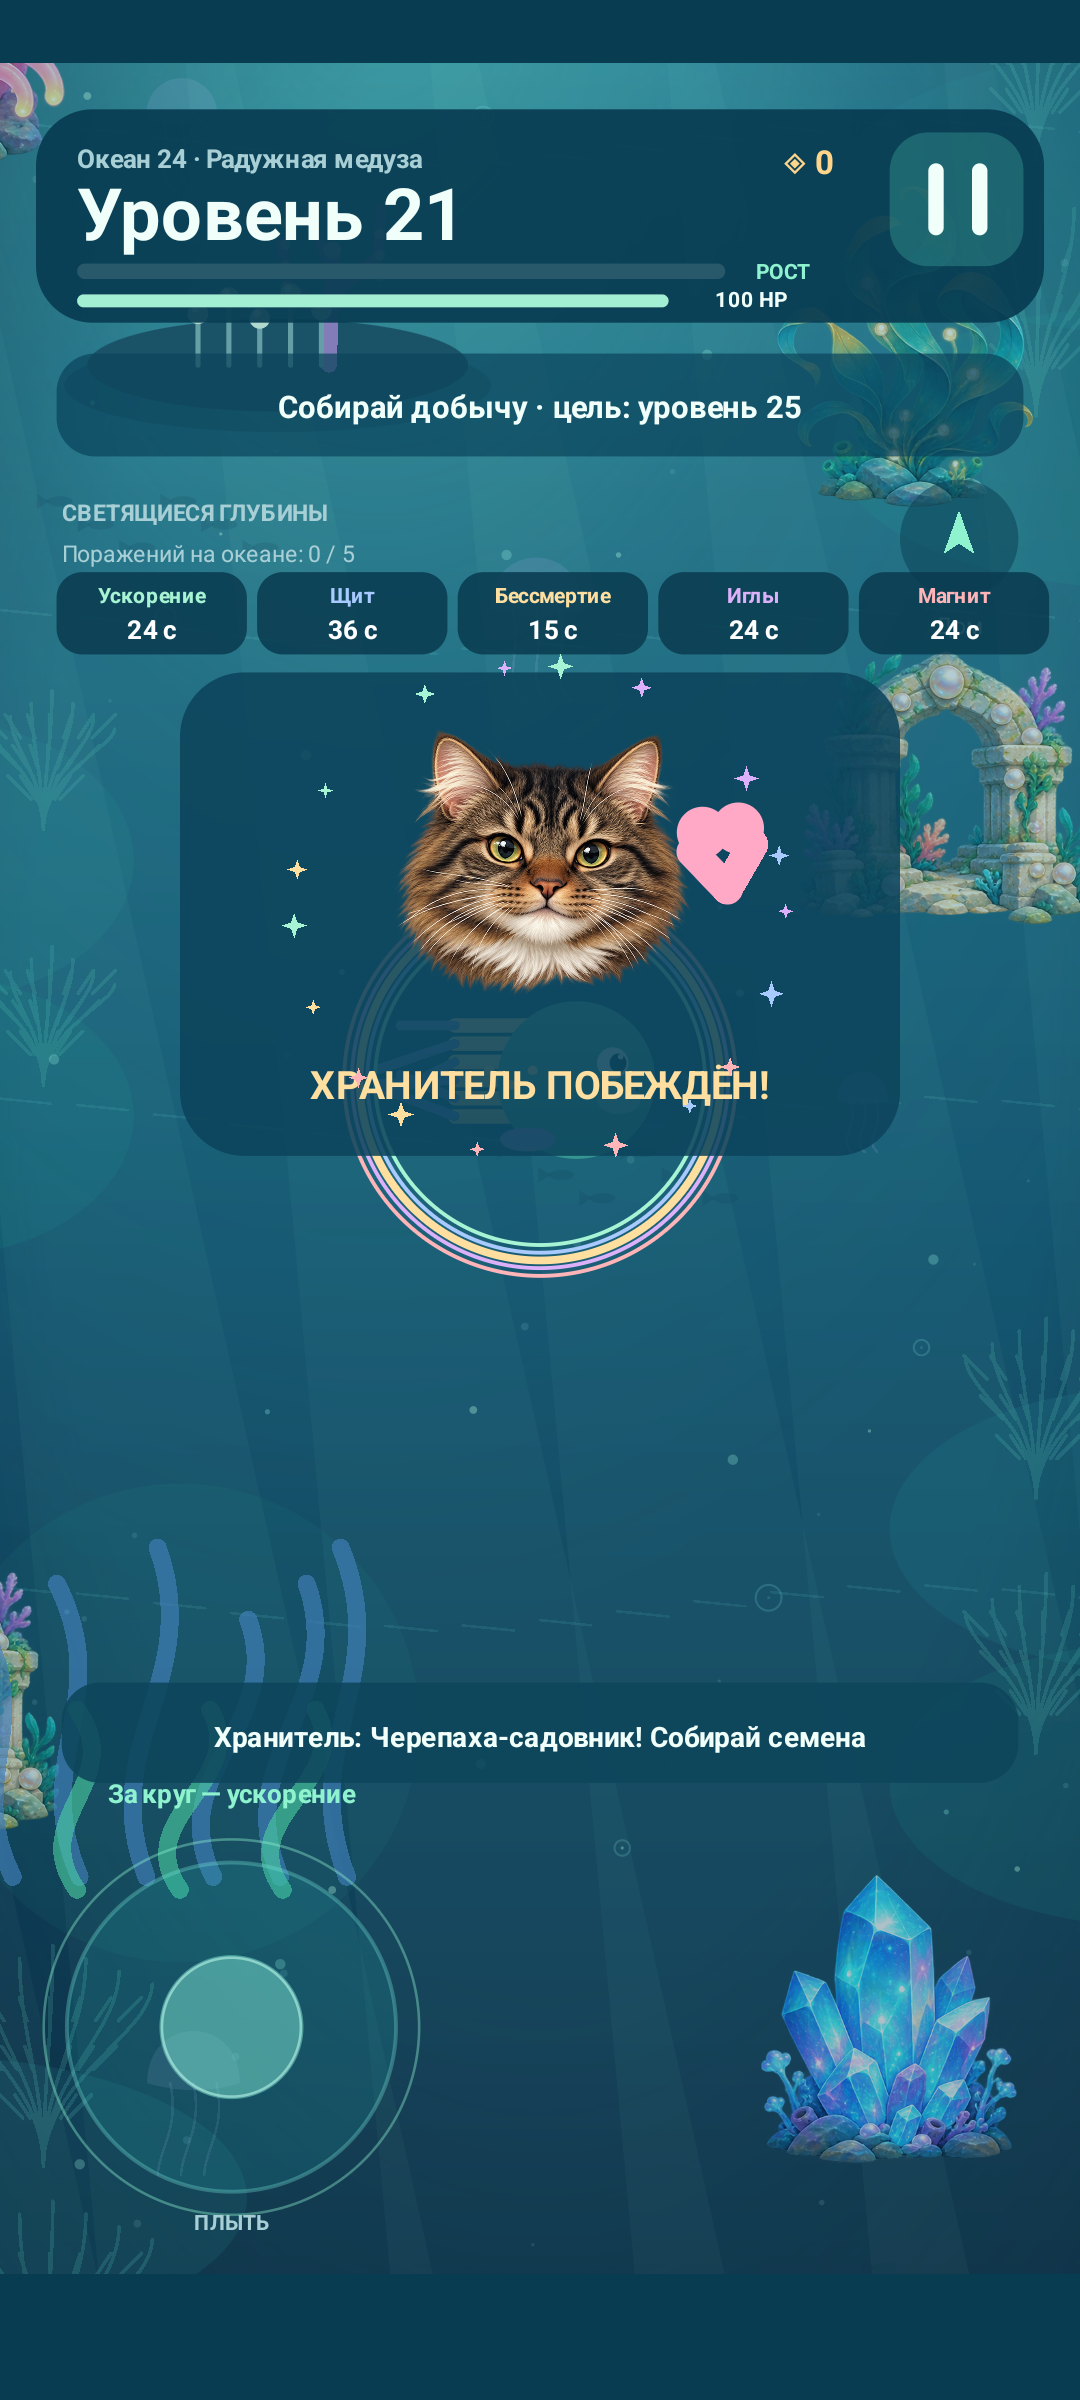 Океан 24 · Радужная медуза
0
Уровень 21
РОСТ
100 HP
Собирай добычу · цель: уровень 25
СВЕТЯЩИЕСЯ ГЛУБИНЫ
Поражений на океане: 0 / 5
Ускорение
24 с
Щит
36 с
Бессмертие
15 с
Иглы
24 с
Магнит
24 с
ХРАНИТЕЛЬ ПОБЕЖДЁН!
Хранитель: Черепаха-садовник! Собирай семена
За круг — ускорение
ПЛЫТЬ